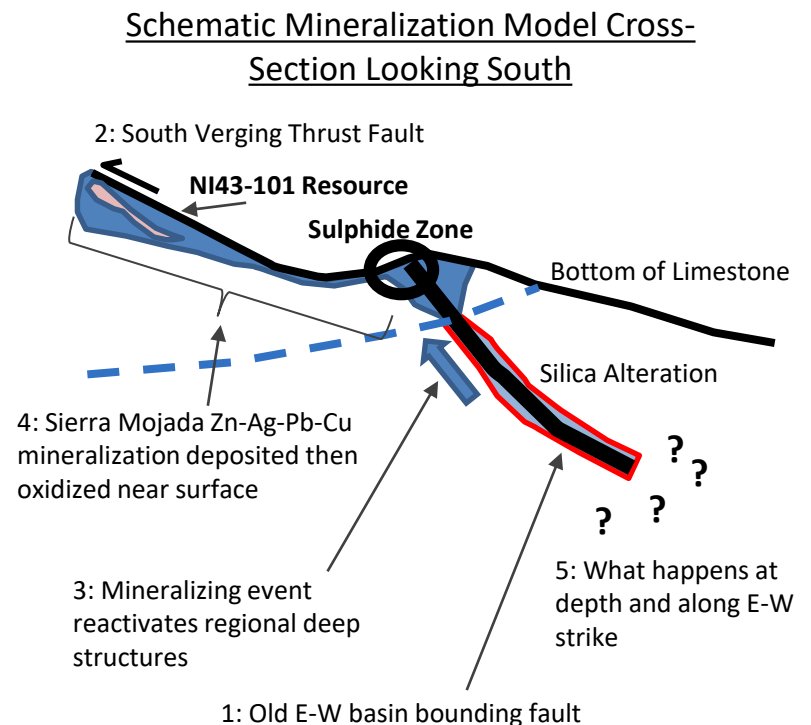 Schematic Mineralization Model Cross-
Section Looking South
2: South Verging Thrust Fault
NI43-101 Resource
Sulphide Zone
Bottom of Limestone
Silica Alteration
4: Sierra Mojada Zn-Ag-Pb-Cu
mineralization deposited then
oxidized near surface
?
?
?
?
3: Mineralizing event
reactivates regional deep
structures
5: What happens at
depth and along E-W
strike
1: Old E-W basin bounding fault